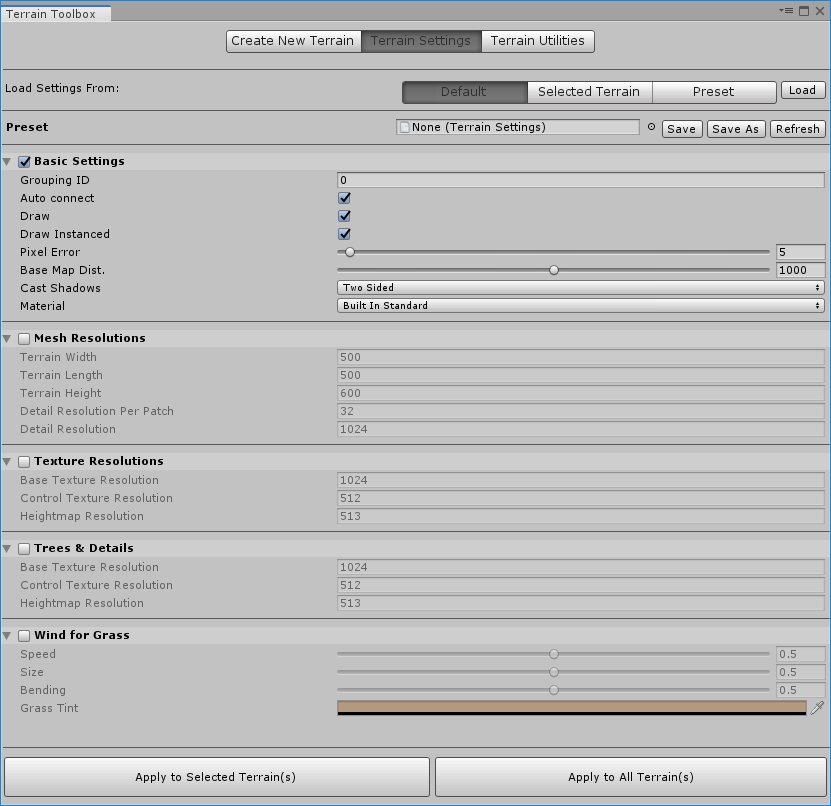 Terrain Toolbox
Create New Terrain Terrain Settings Terrain Utilities
Load Settings From: Default Selected Terrain Preset Load
Preset None (Terrain Settings) Save Save As Refresh
Basic Settings
Grouping ID 0
Auto connect
Draw
Draw Instanced
Pixel Error 5
Base Map Dist. 1000
Cast Shadows Two Sided
Material Built In Standard
Mesh Resolutions
Terrain Width 500
Terrain Length 500
Terrain Height 600
Detail Resolution Per Patch 32
Detail Resolution 1024
Texture Resolutions
Base Texture Resolution 1024
Control Texture Resolution 512
Heightmap Resolution 513
Trees & Details
Base Texture Resolution 1024
Control Texture Resolution 512
Heightmap Resolution 513
Wind for Grass
Speed 0.5
Size 0.5
Bending 0.5
Grass Tint
Apply to Selected Terrain(s) Apply to All Terrain(s)